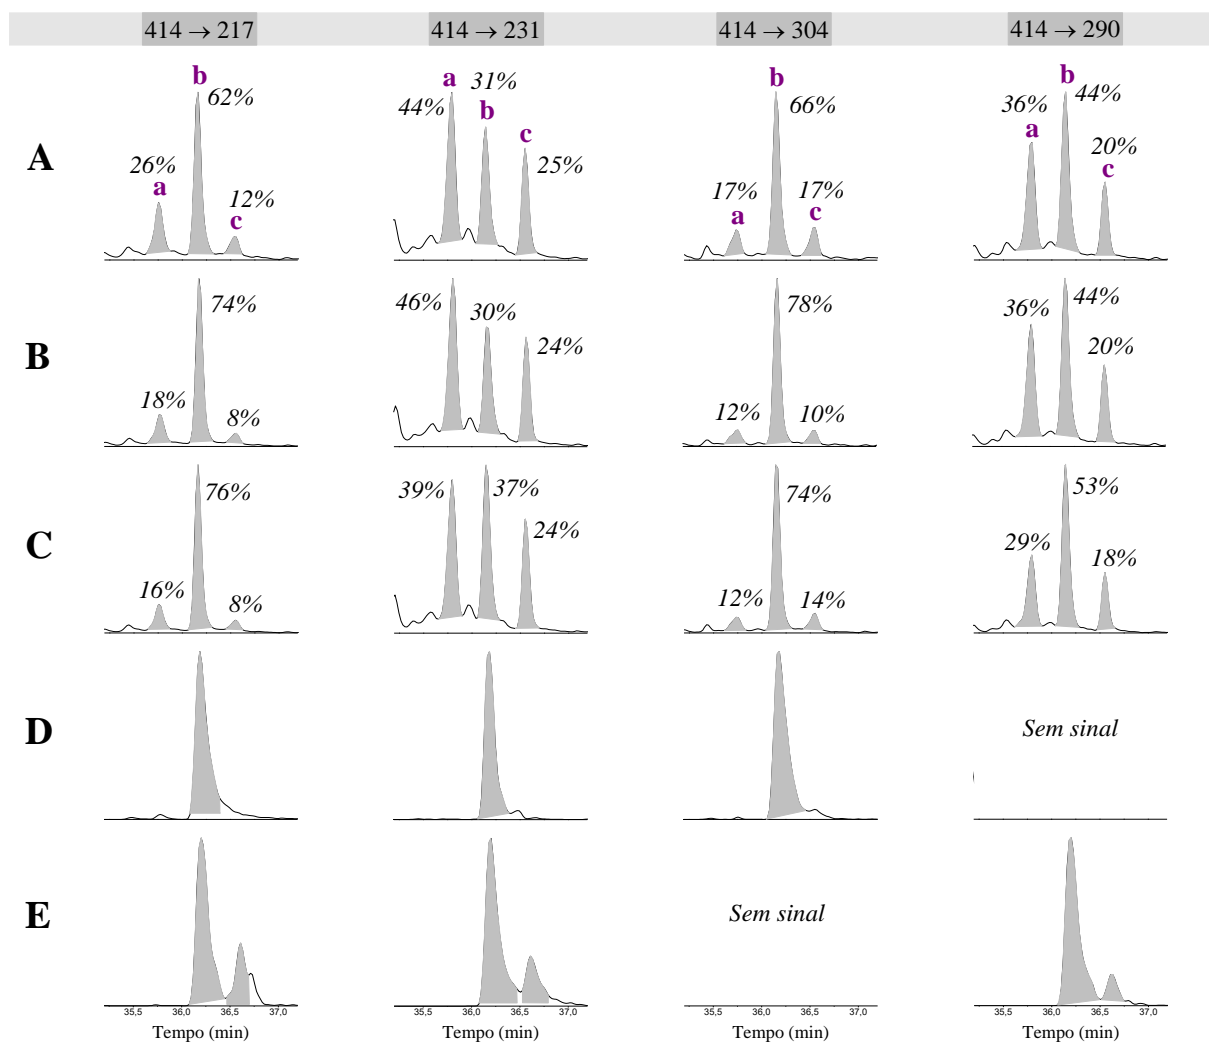 414 → 217 414 → 231 414 → 304 414 → 290
A
b 62% 26% a 12% c
a 44% 31% b c 25%
b 66% 17% a 17% c
b 44% 36% a 20% c
B
74% 18% 8%
46% 30% 24%
78% 12% 10%
44% 36% 20%
C
76% 16% 8%
39% 37% 24%
74% 12% 14%
53% 29% 18%
D
Sem sinal
E
Sem sinal
35,5 36,0 36,5 37,0
Tempo (min)
35,5 36,0 36,5 37,0
Tempo (min)
35,5 36,0 36,5 37,0
Tempo (min)
35,5 36,0 36,5 37,0
Tempo (min)